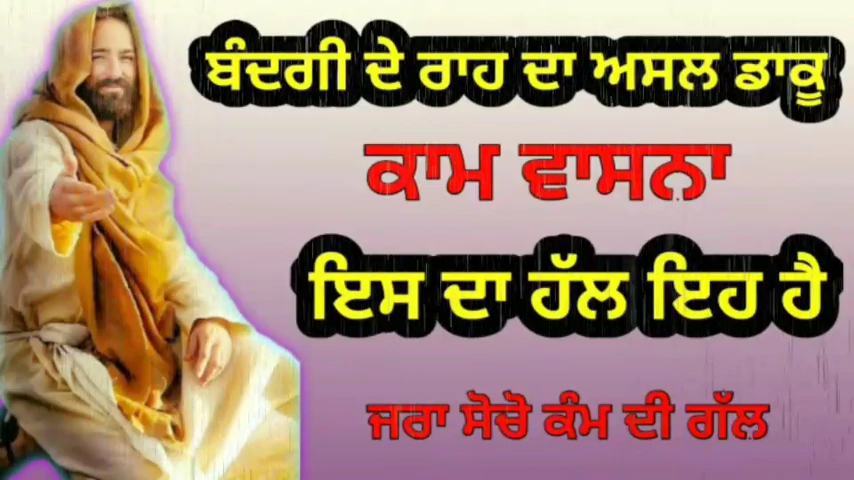 ਬੰਦਗੀ ਦੇ ਰਾਹ ਦਾ ਅਸਲ ਡਾਕੂ
ਕਾਮ ਵਾਸਨਾ
ਇਸ ਦਾ ਹੱਲ ਇਹ ਹੈ
ਜਰਾ ਸੋਚੋ ਕੰਮ ਦੀ ਗੱਲ